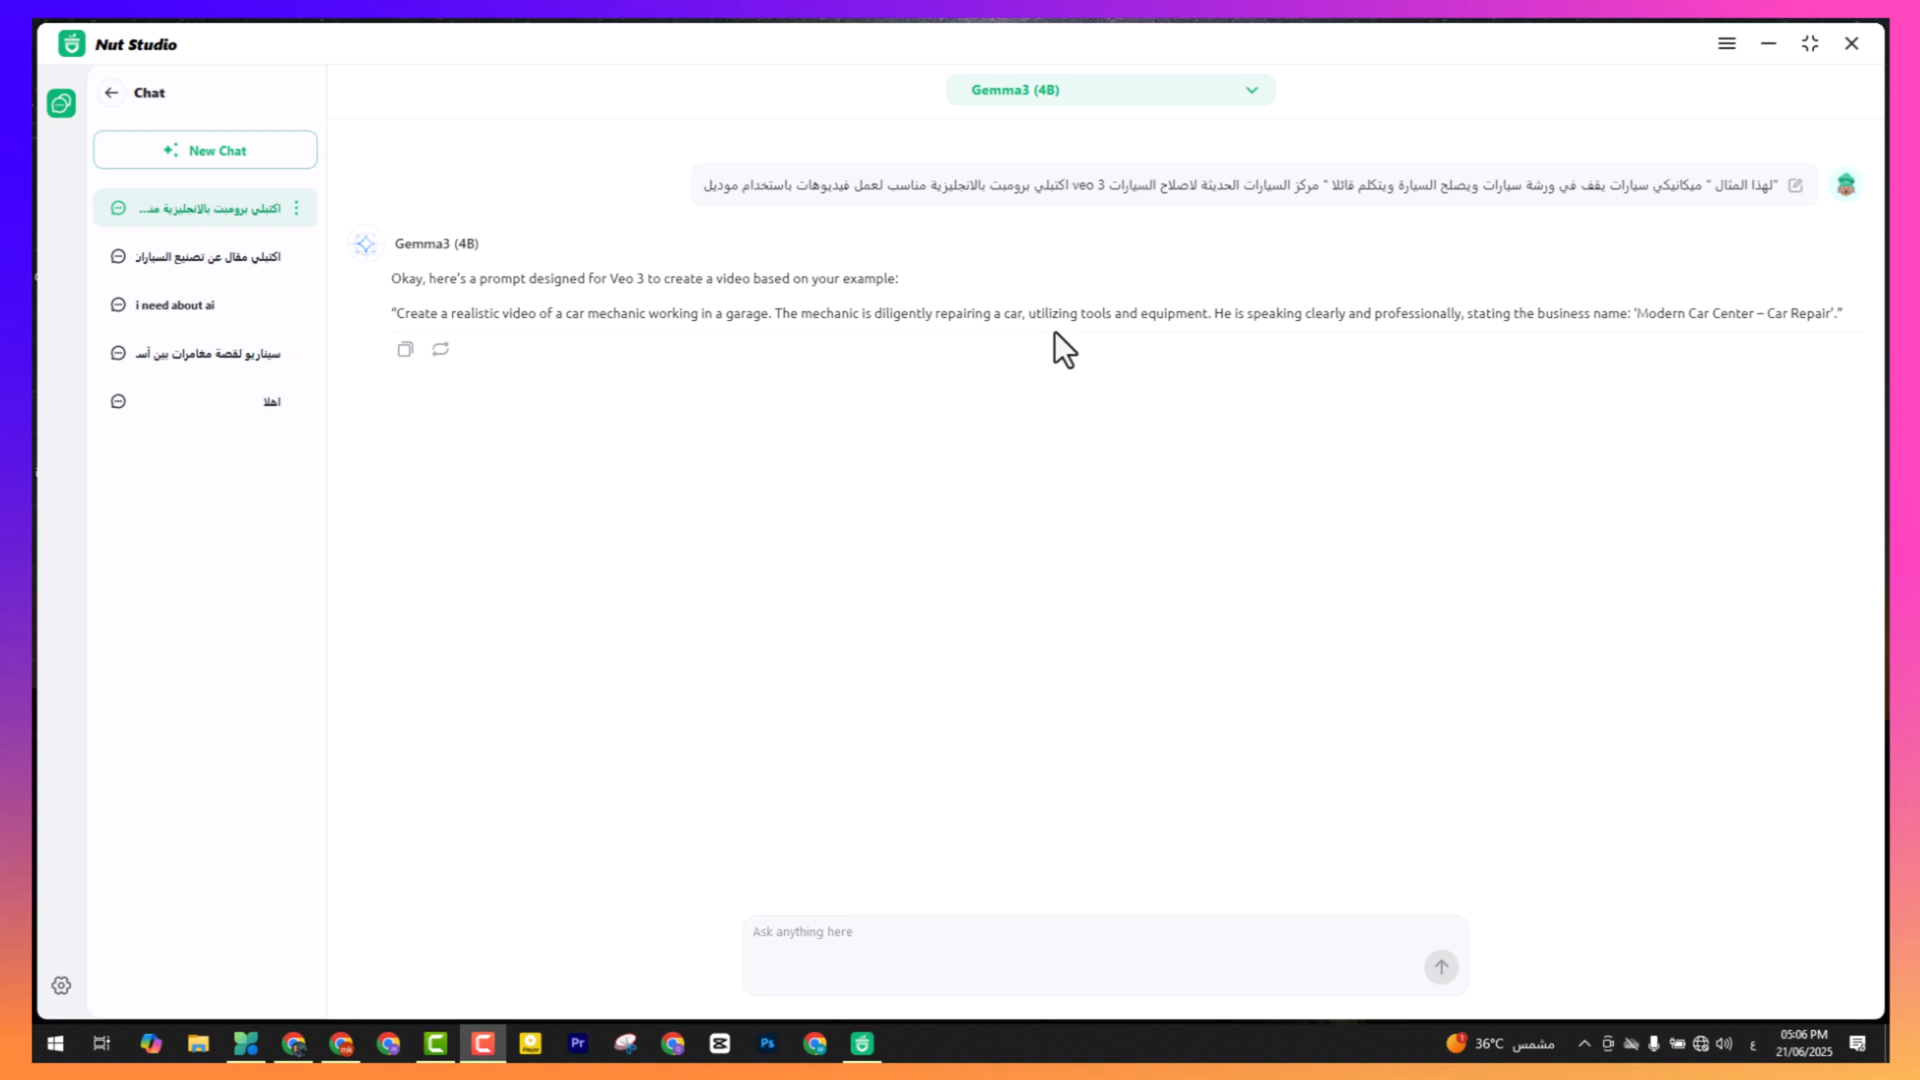 Nut Studio
Chat
Gemma3 (4B)
New Chat
اكتبلي برومبت بالانجليزية منـ...
اكتبلي مقال عن تصنيع السيارات
i need about ai
سيناريو لقصة مغامرات بين أسـ
اهلا
اكتبلي برومبت بالانجليزية مناسب لعمل فيديوهات باستخدام موديل veo 3 لهذا المثال " ميكانيكي سيارات يقف في ورشة سيارات ويصلح السيارة ويتكلم قائلا " مركز السيارات الحديثة لاصلاح السيارات"
Gemma3 (4B)
Okay, here's a prompt designed for Veo 3 to create a video based on your example:
“Create a realistic video of a car mechanic working in a garage. The mechanic is diligently repairing a car, utilizing tools and equipment. He is speaking clearly and professionally, stating the business name: ‘Modern Car Center – Car Repair’.”
Ask anything here
mk
Pr
Ps
36°C مشمس
ع
05:06 PM
21/06/2025